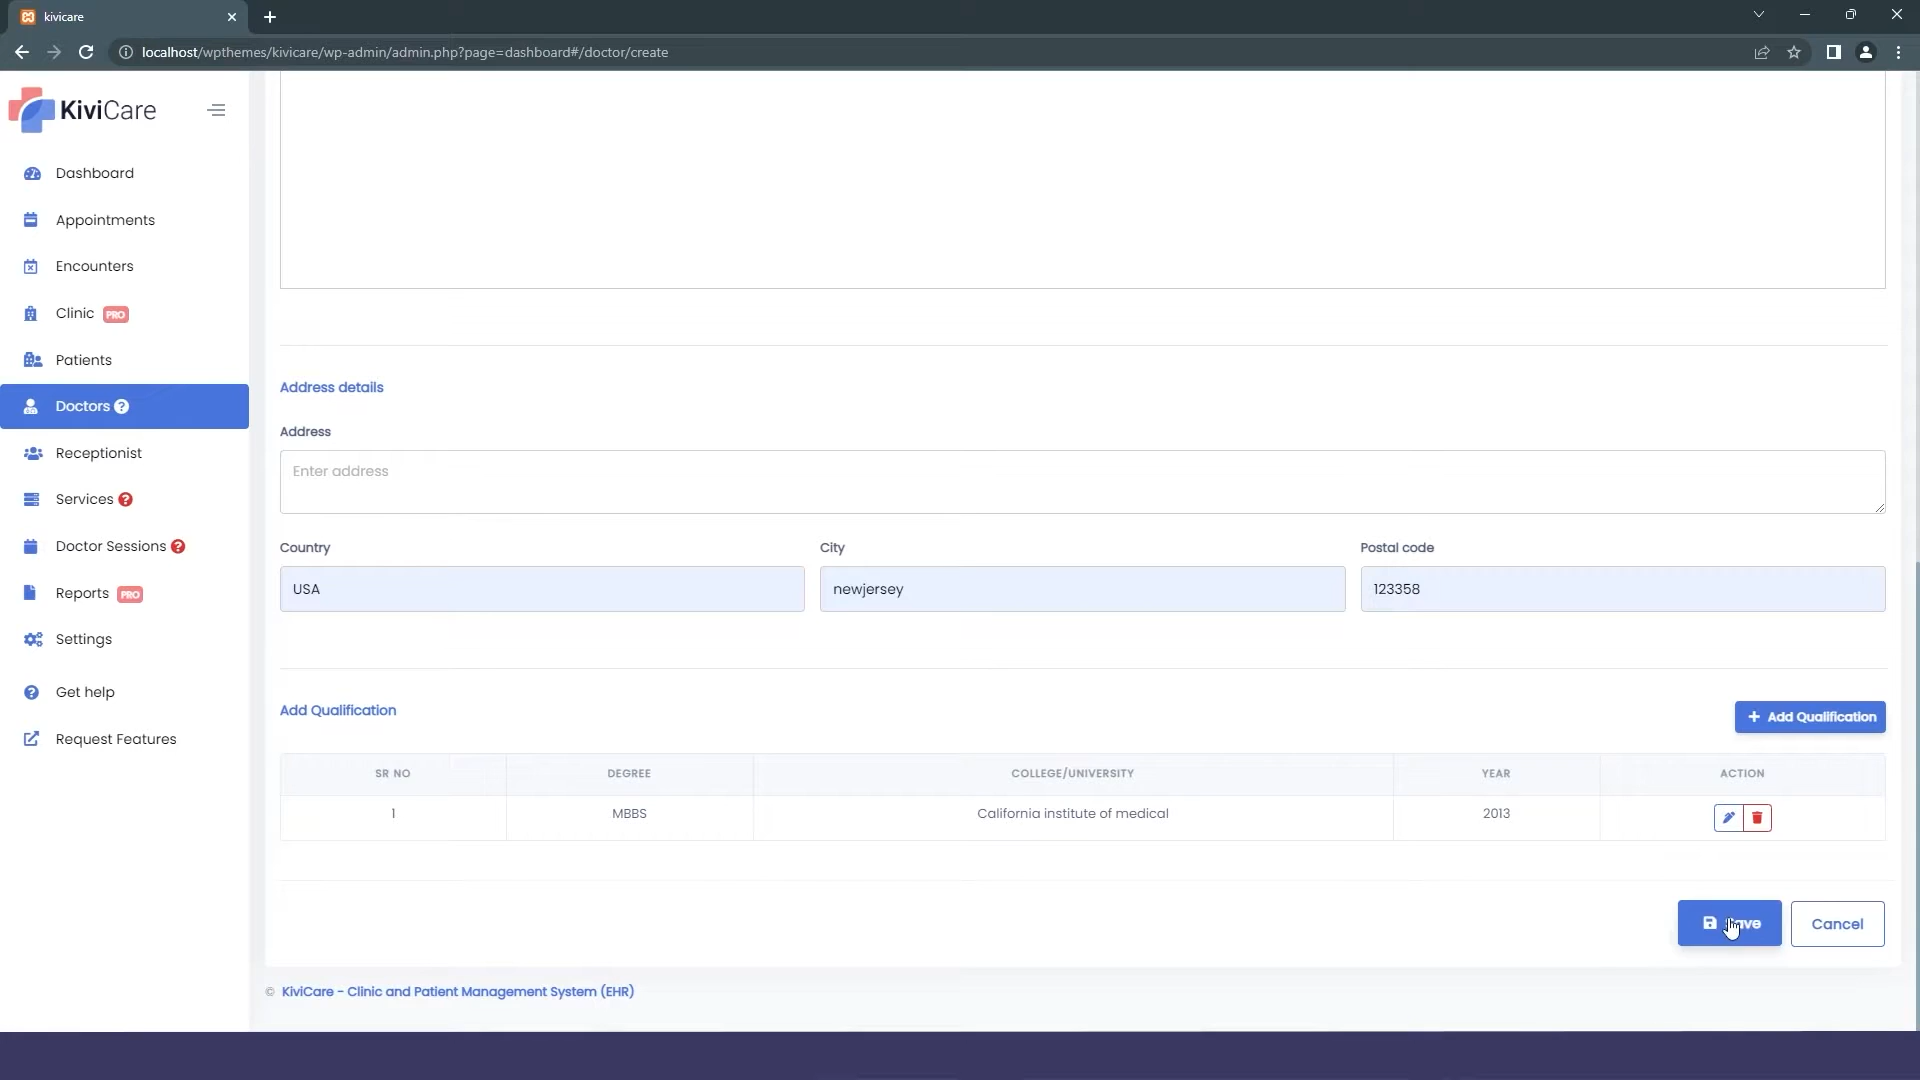 kivicare
localhost/wpthemes/kivicare/wp-admin/admin.php?page=dashboard#/doctor/create
KiviCare
Dashboard
Appointments
Encounters
Clinic PRO
Patients
Doctors ?
Receptionist
Services ?
Doctor Sessions ?
Reports PRO
Settings
Get help
Request Features
Address details
Address
Enter address
Country City Postal code
USA newjersey 123358
Add Qualification
+ Add Qualification
SR NO DEGREE COLLEGE/UNIVERSITY YEAR ACTION
1 MBBS California institute of medical 2013
Cancel
© KiviCare - Clinic and Patient Management System (EHR)